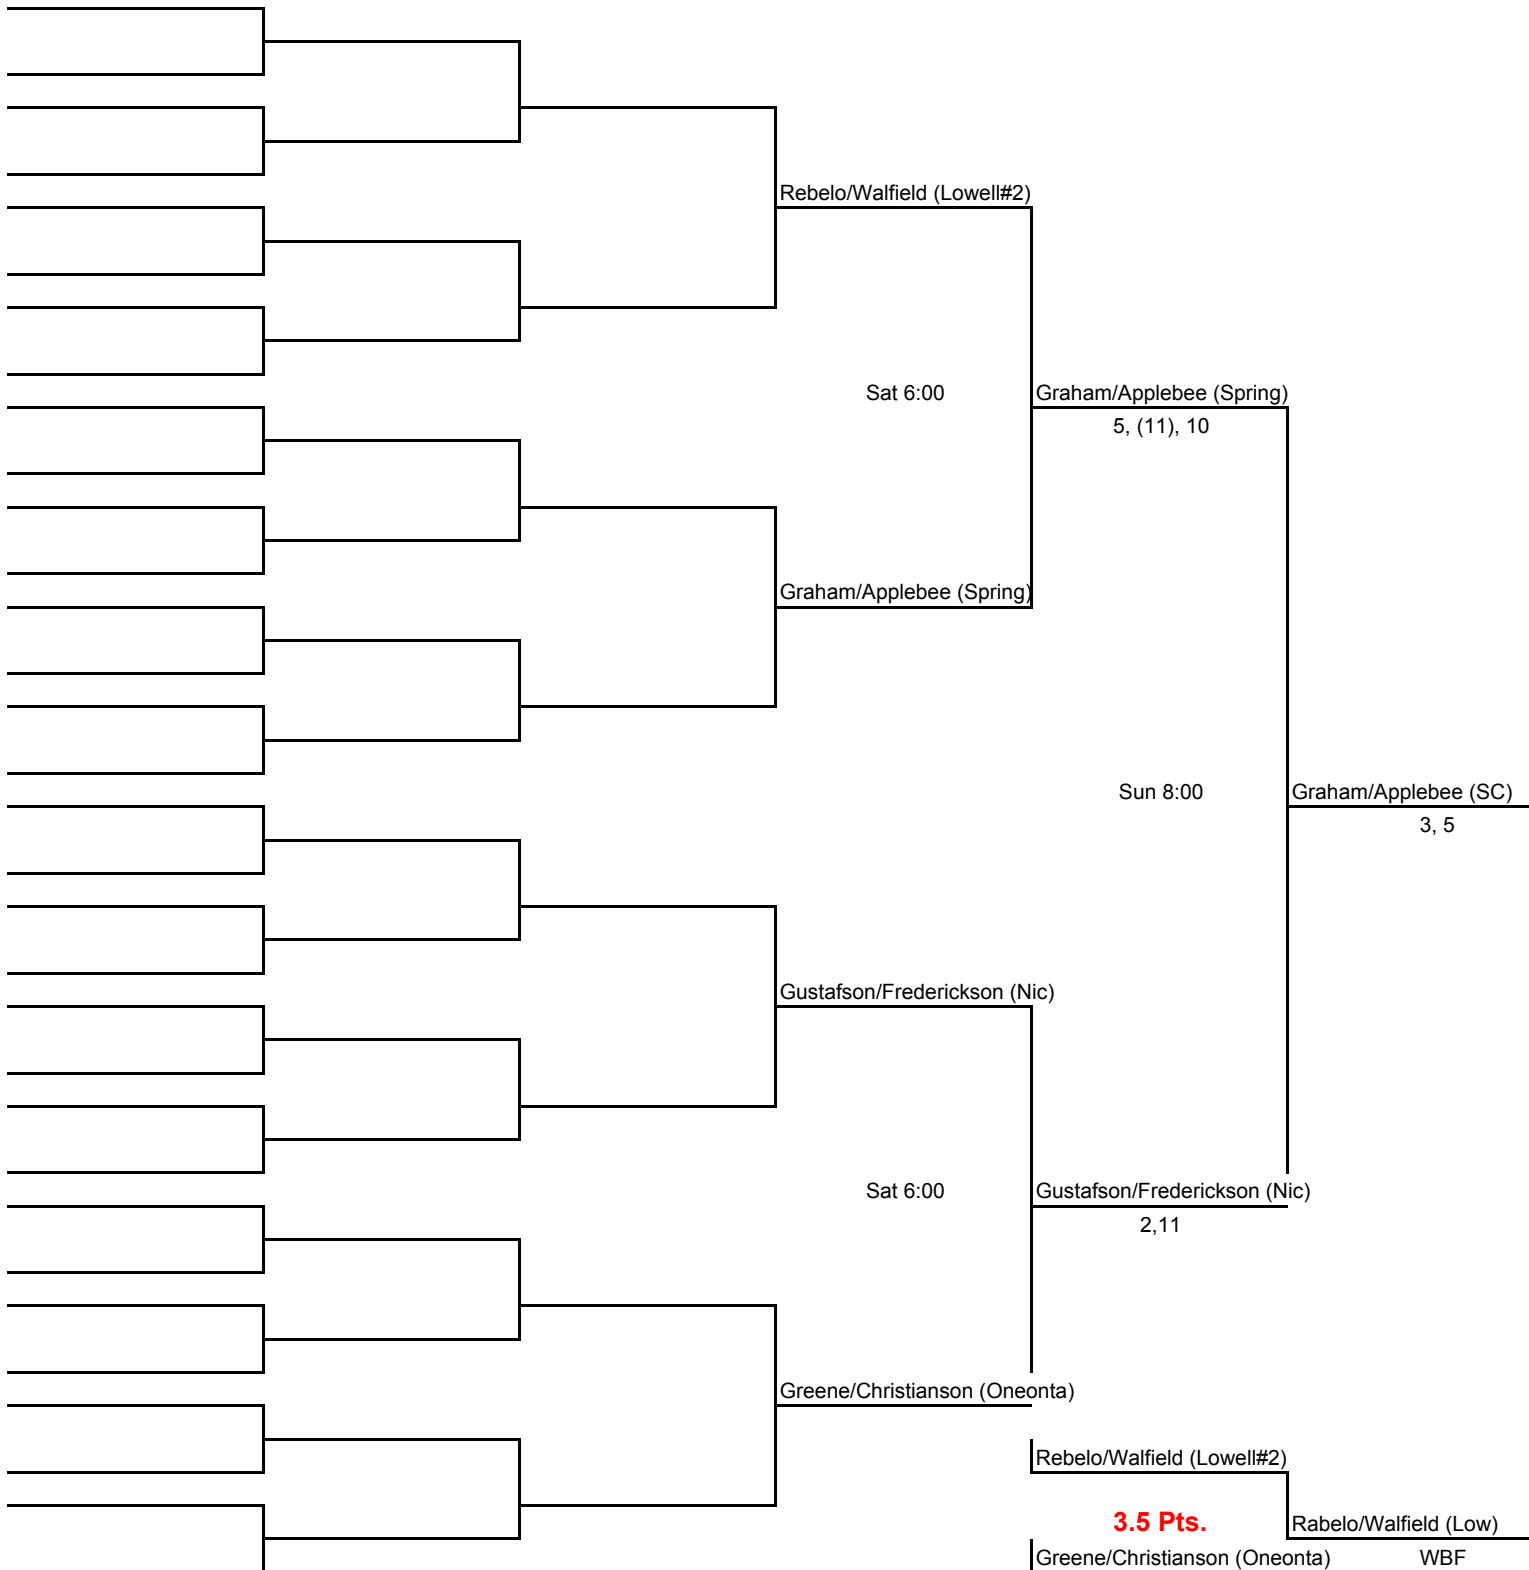 Rebelo/Walfield (Lowell#2)
Sat 6:00
Graham/Applebee (Spring)
5, (11), 10
Graham/Applebee (Spring)
Sun 8:00
Graham/Applebee (SC)
3, 5
Gustafson/Frederickson (Nic)
Sat 6:00
Gustafson/Frederickson (Nic)
2,11
Greene/Christianson (Oneonta)
Rebelo/Walfield (Lowell#2)
3.5 Pts.
Rabelo/Walfield (Low)
Greene/Christianson (Oneonta)
WBF